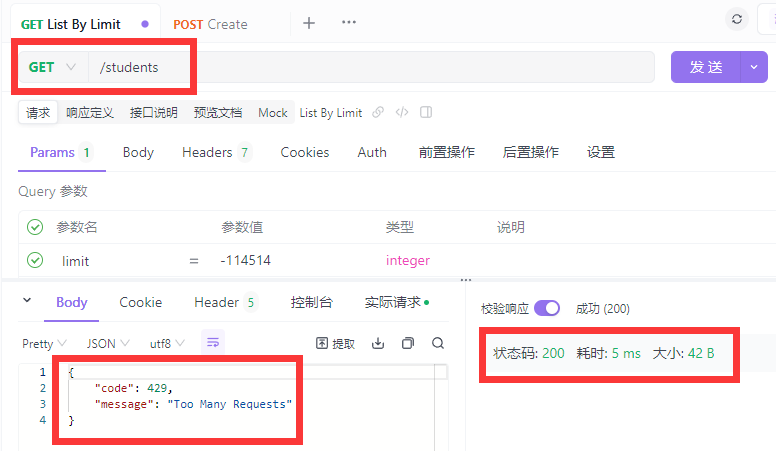 GET List By Limit POST Create
GET /students 发 送
请求 响应定义 接口说明 预览文档 Mock List By Limit
Params 1 Body Headers 7 Cookies Auth 前置操作 后置操作 设置
Query 参数
参数名 参数值 类型 说明
limit = -114514 integer
Body Cookie Header 5 控制台 实际请求 校验响应 成功 (200)
Pretty JSON utf8 提取 状态码: 200 耗时: 5 ms 大小: 42 B
1 {
2 "code": 429,
3 "message": "Too Many Requests"
4 }